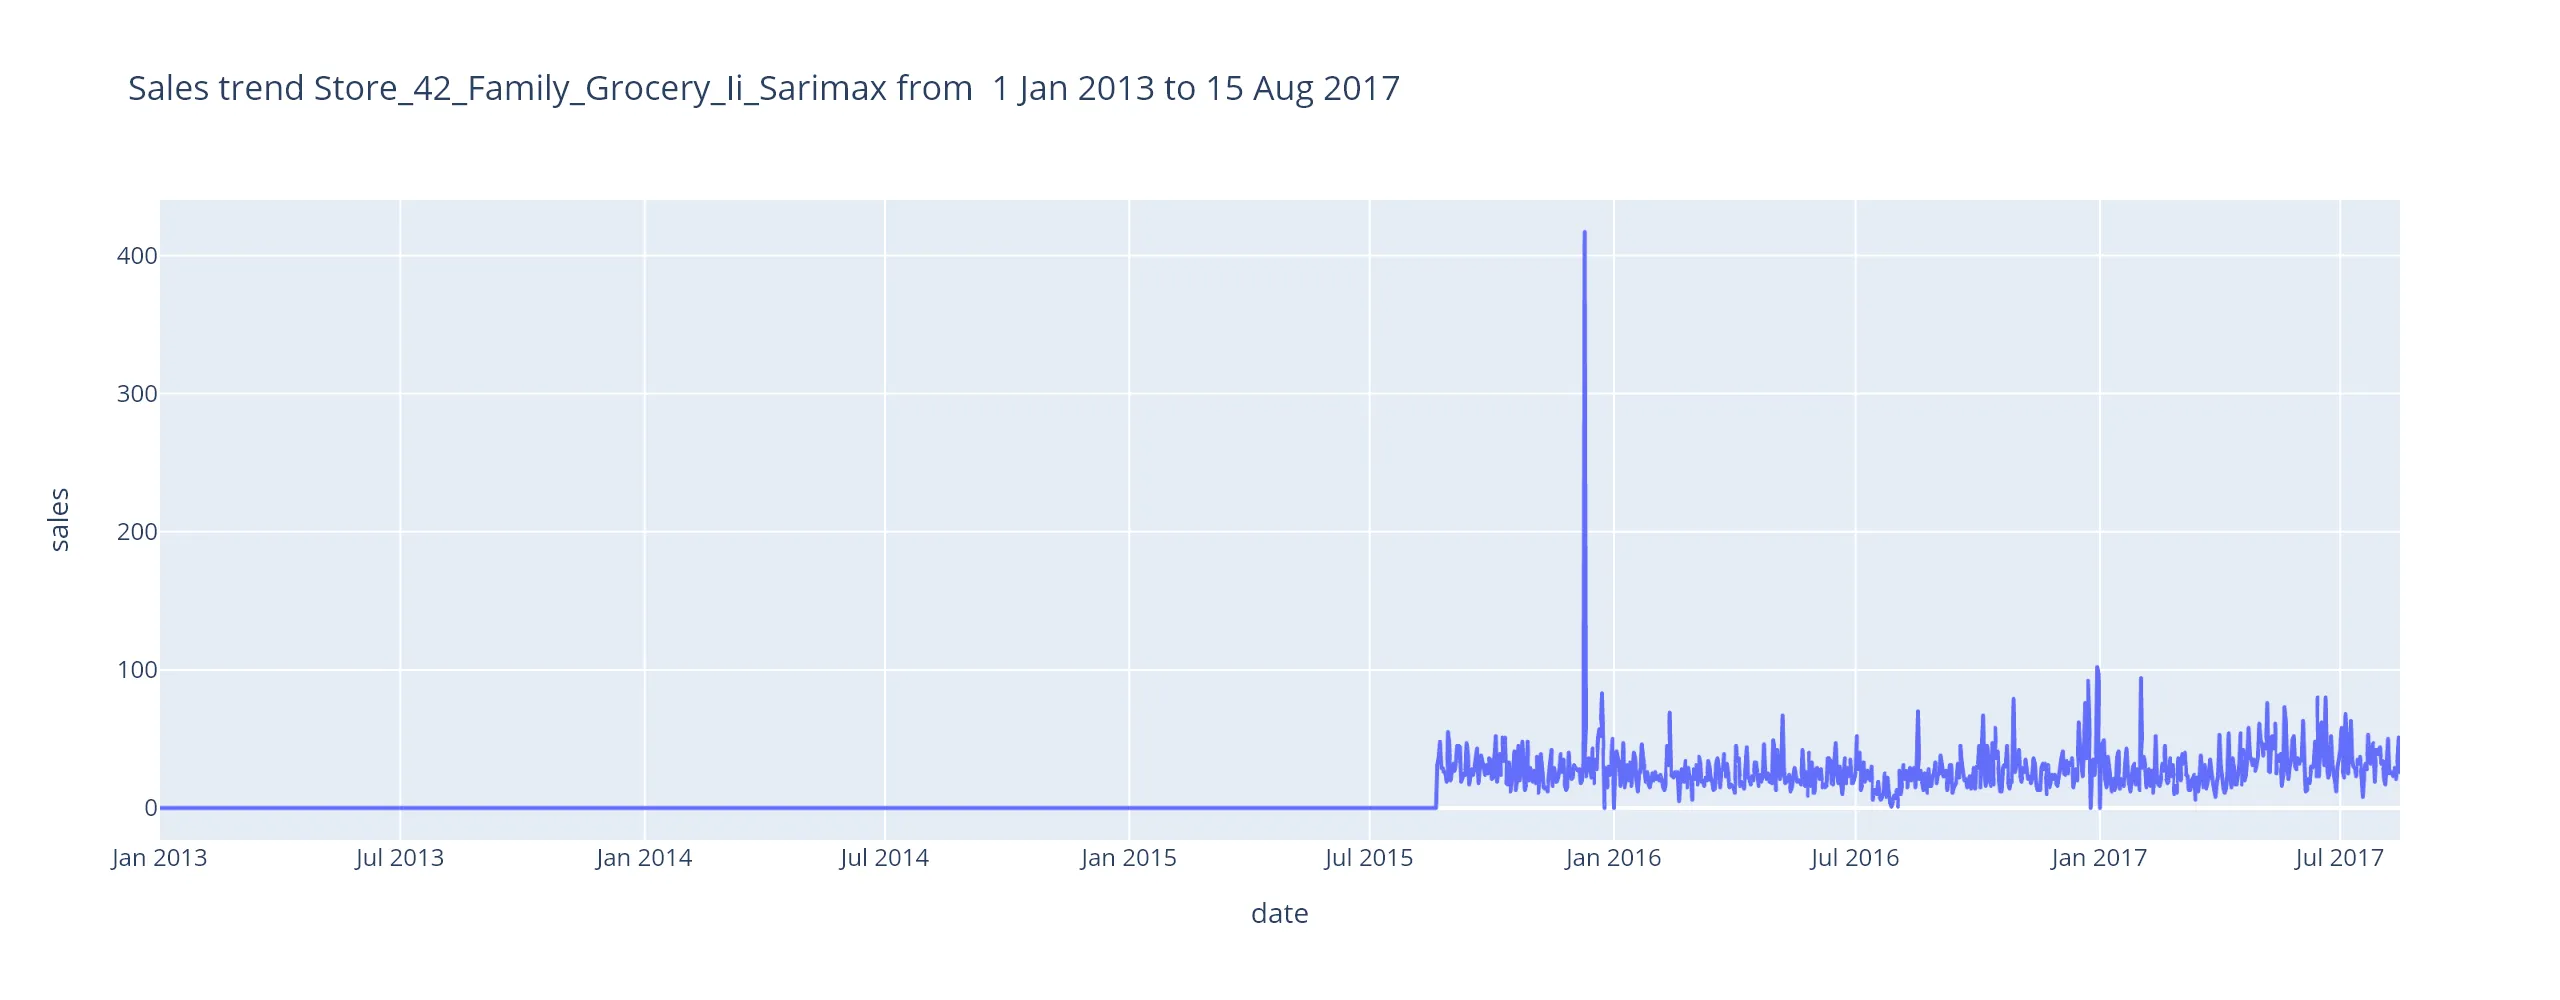 Sales trend Store_42_Family_Grocery_Ii_Sarimax from  1 Jan 2013 to 15 Aug 2017
sales
400
300
200
100
0
Jan 2013 Jul 2013 Jan 2014 Jul 2014 Jan 2015 Jul 2015 Jan 2016 Jul 2016 Jan 2017 Jul 2017
date